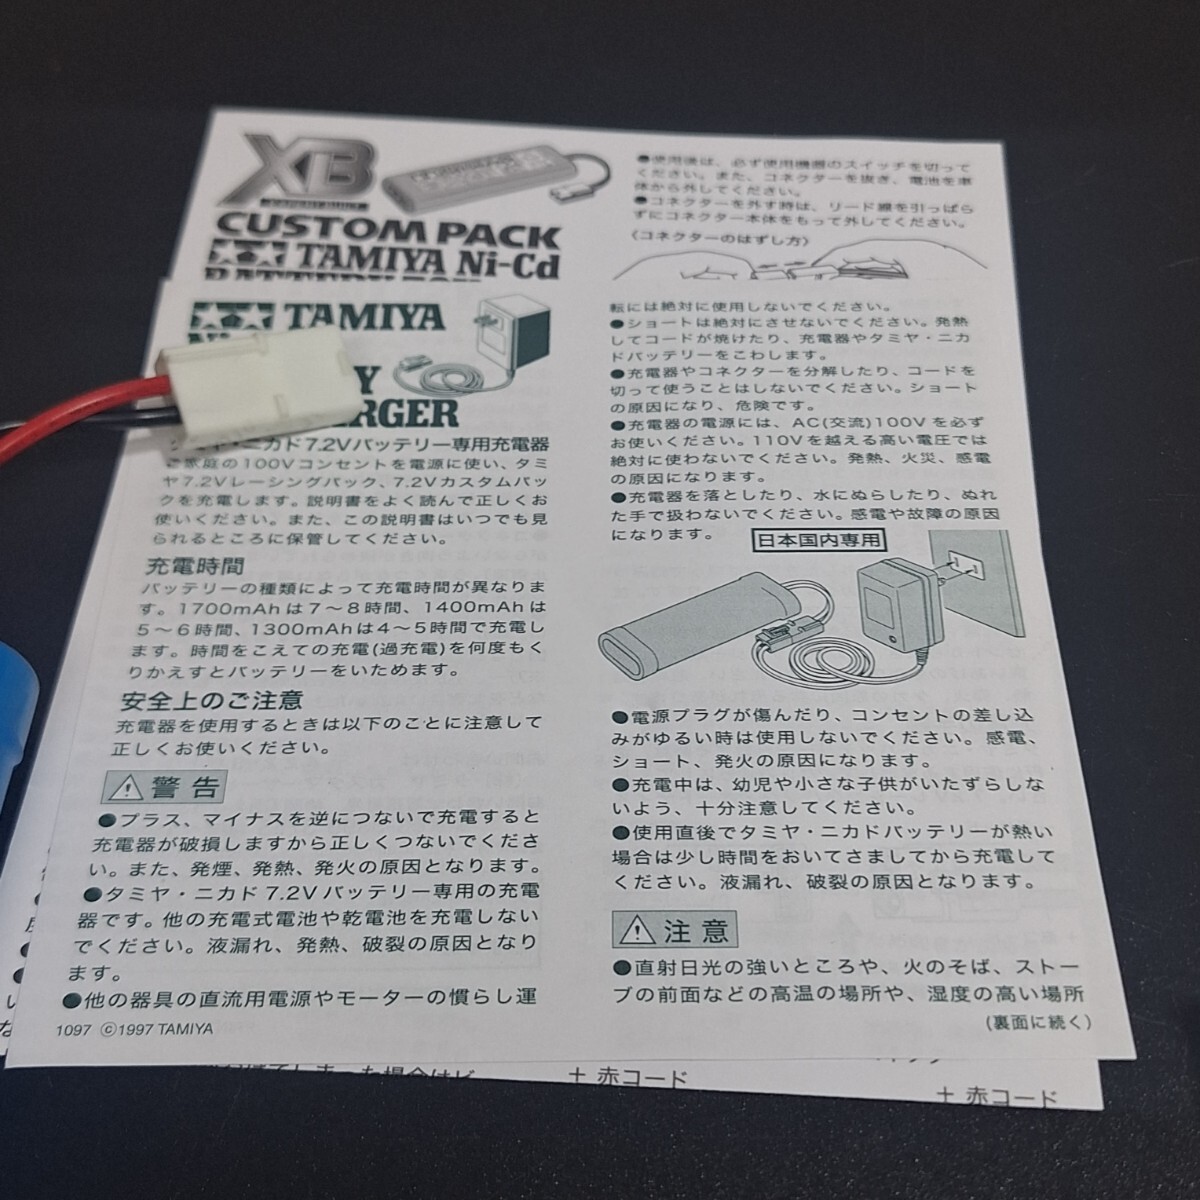 XB
CUSTOM PACK
TAMIYA Ni-Cd
●使用後は、必ず使用機器のスイッチを切って
ください。また、コネクターを抜き、電池を車
体から外してください。
●コネクターを外す時は、リード線を引っぱら
ずにコネクター本体をもって外してください。
〈コネクターのはずし方〉
TAMIYA
ニカド7.2Vバッテリー専用充電器
ご家庭の100Vコンセントを電源に使い、タミ
ヤ7.2Vレーシングパック、7.2Vカスタムパッ
クを充電します。説明書をよく読んで正しくお
使いください。また、この説明書はいつでも見
られるところに保管してください。
充電時間
バッテリーの種類によって充電時間が異なりま
す。1700mAhは7〜8時間、1400mAhは
5〜6時間、1300mAhは4〜5時間で充電し
ます。時間をこえての充電(過充電)を何度もく
りかえすとバッテリーをいためます。
安全上のご注意
充電器を使用するときは以下のことに注意して
正しくお使いください。
⚠ 警告
●プラス、マイナスを逆につないで充電すると
充電器が破損しますから正しくつないでくださ
い。また、発煙、発熱、発火の原因となります。
●タミヤ・ニカド7.2Vバッテリー専用の充電
器です。他の充電式電池や乾電池を充電しない
でください。液漏れ、発熱、破裂の原因となり
ます。
●他の器具の直流用電源やモーターの慣らし運
1097 ©1997 TAMIYA
転には絶対に使用しないでください。
●ショートは絶対にさせないでください。発熱
してコードが焼けたり、充電器やタミヤ・ニカ
ドバッテリーをこわします。
●充電器やコネクターを分解したり、コードを
切って使うことはしないでください。ショート
の原因になり、危険です。
●充電器の電源には、AC(交流)100Vを必ず
お使いください。110Vを越える高い電圧では
絶対に使わないでください。発熱、火災、感電
の原因になります。
●充電器を落としたり、水にぬらしたり、ぬれ
た手で扱わないでください。感電や故障の原因
になります。
日本国内専用
●電源プラグが傷んだり、コンセントの差し込
みがゆるい時は使用しないでください。感電、
ショート、発火の原因になります。
●充電中は、幼児や小さな子供がいたずらしな
いよう、十分注意してください。
●使用直後でタミヤ・ニカドバッテリーが熱い
場合は少し時間をおいてさましてから充電して
ください。液漏れ、破裂の原因となります。
⚠ 注意
●直射日光の強いところや、火のそば、ストー
ブの前面などの高温の場所や、湿度の高い場所
(裏面に続く)
＋ 赤コード
＋ 赤コード